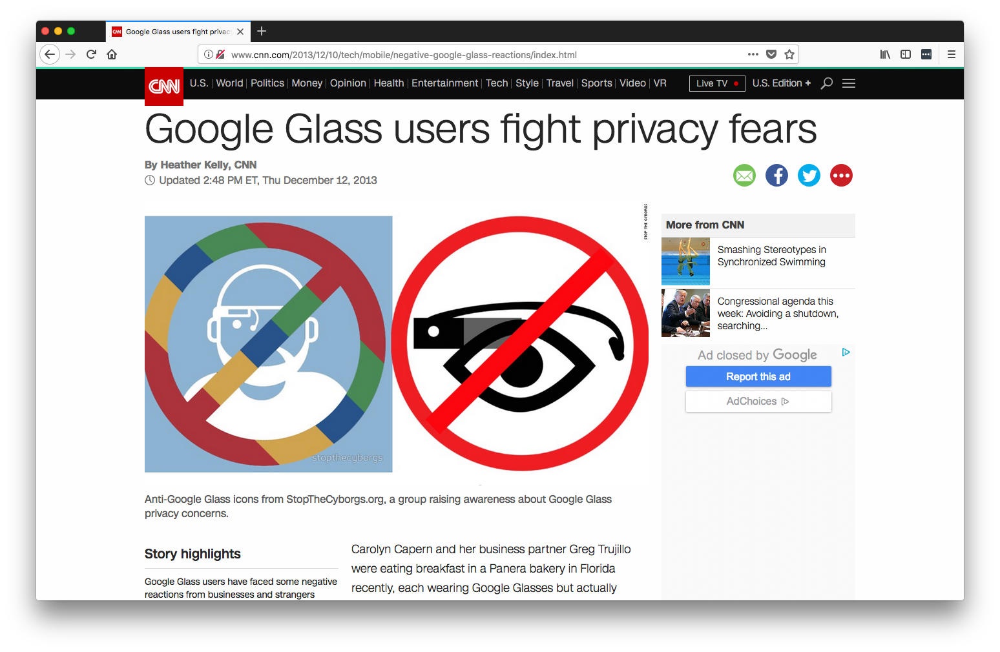 CNN Google Glass users fight privac
www.cnn.com/2013/12/10/tech/mobile/negative-google-glass-reactions/index.html
CNN U.S. World Politics Money Opinion Health Entertainment Tech Style Travel Sports Video VR Live TV U.S. Edition +
Google Glass users fight privacy fears
By Heather Kelly, CNN
Updated 2:48 PM ET, Thu December 12, 2013
STOP THE CYBORGS
stopthecyborgs
Anti-Google Glass icons from StopTheCyborgs.org, a group raising awareness about Google Glass
privacy concerns.
Story highlights
Google Glass users have faced some negative
reactions from businesses and strangers
Carolyn Capern and her business partner Greg Trujillo
were eating breakfast in a Panera bakery in Florida
recently, each wearing Google Glasses but actually
More from CNN
Smashing Stereotypes in
Synchronized Swimming
Congressional agenda this
week: Avoiding a shutdown,
searching...
Ad closed by Google
Report this ad
AdChoices